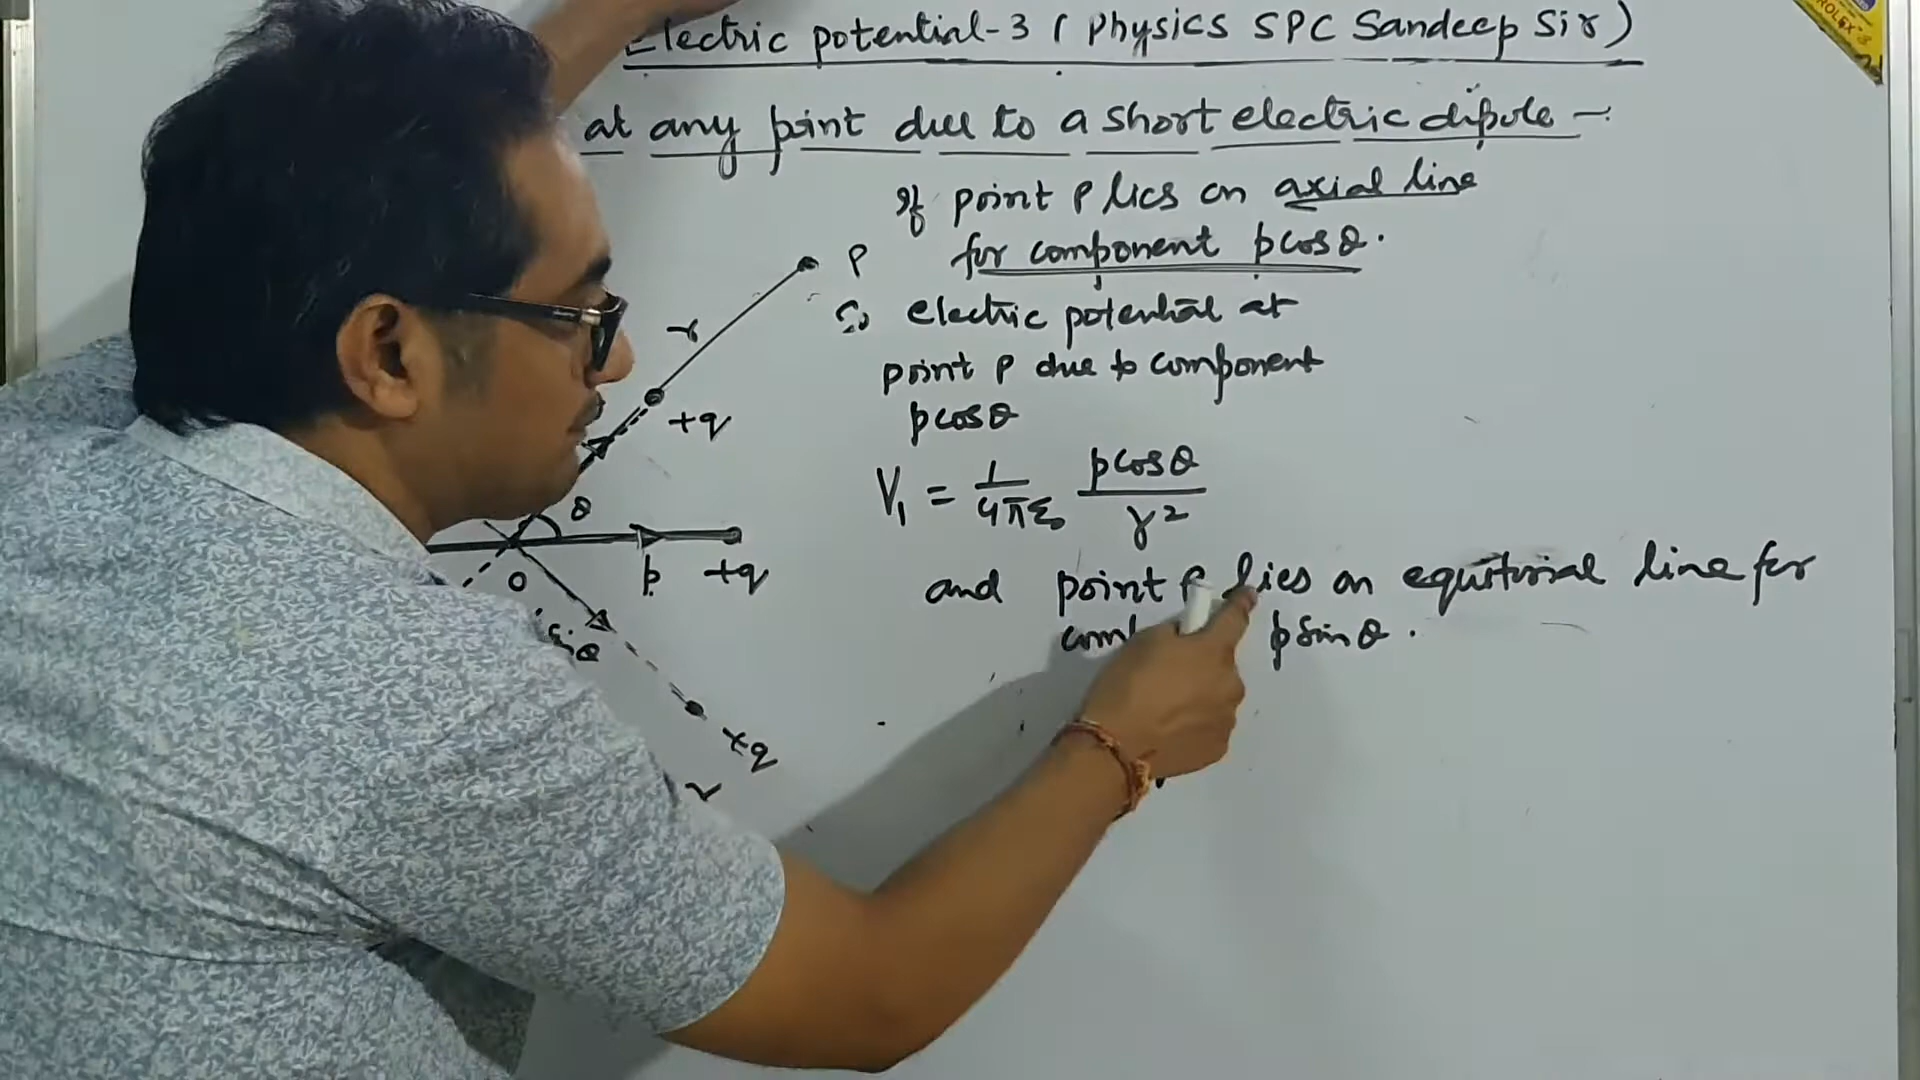 Electric potential-3 ( Physics SPC Sandeep Sir )
at any point due to a short electric dipole -
If point P lies on axial line
for component pcosθ.
So electric potential at
point P due to component
pcosθ
V₁ = 1/4πε₀ pcosθ/r²
and point P lies on
line for
psinθ.
P
r
+q
θ
O
p
+q
+q
r